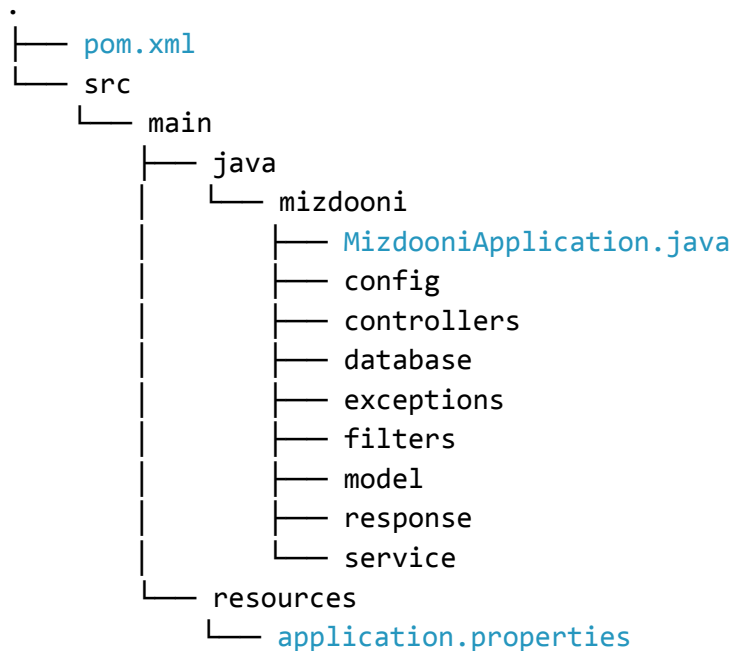 .
├── pom.xml
└── src
    └── main
        ├── java
        │   └── mizdooni
        │       ├── MizdooniApplication.java
        │       ├── config
        │       ├── controllers
        │       ├── database
        │       ├── exceptions
        │       ├── filters
        │       ├── model
        │       ├── response
        │       └── service
        └── resources
            └── application.properties